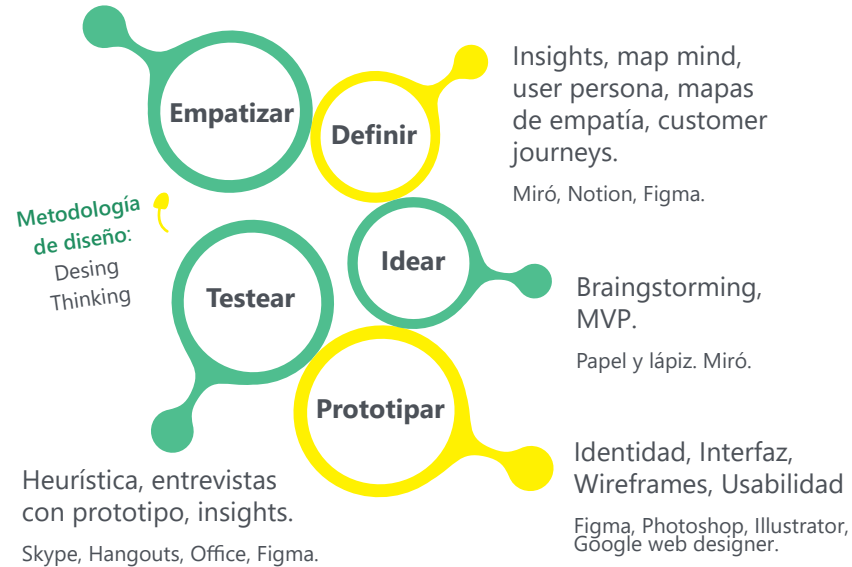 Empatizar
Definir
Insights, map mind,
user persona, mapas
de empatía, customer
journeys.
Miró, Notion, Figma.
Metodología
de diseño:
Desing
Thinking
Idear
Braingstorming,
MVP.
Papel y lápiz. Miró.
Testear
Prototipar
Identidad, Interfaz,
Wireframes, Usabilidad
Figma, Photoshop, Illustrator,
Google web designer.
Heurística, entrevistas
con prototipo, insights.
Skype, Hangouts, Office, Figma.